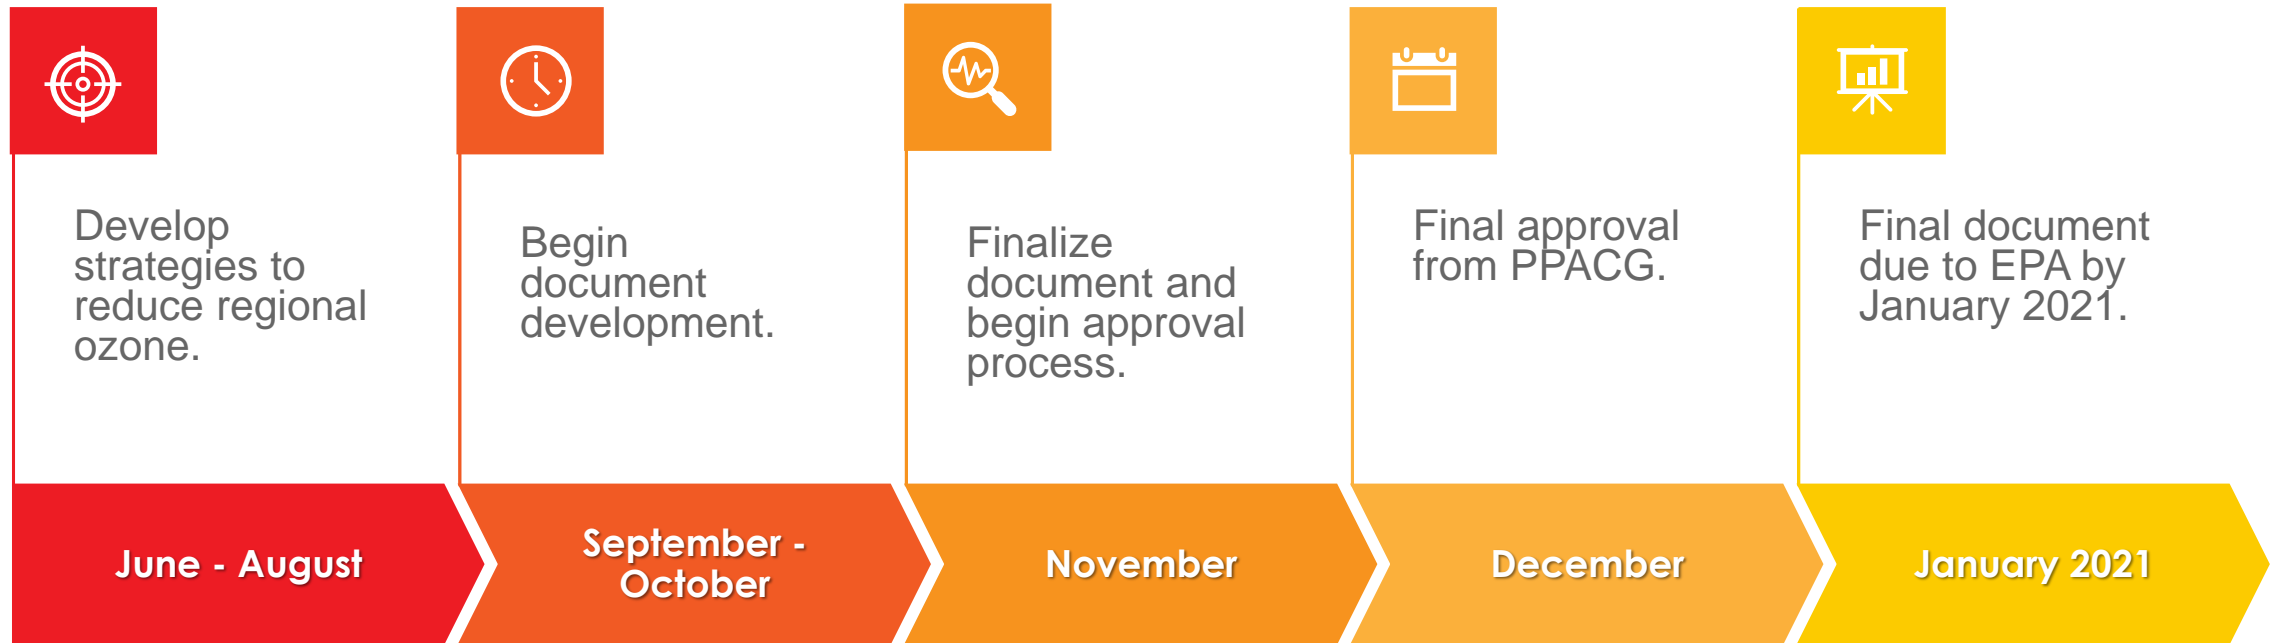 Develop
strategies to
reduce regional
ozone.
Begin
document
development.
Finalize
document and
begin approval
process.
Final approval
from PPACG.
Final document
due to EPA by
January 2021.
June - August
September -
October
November
December
January 2021